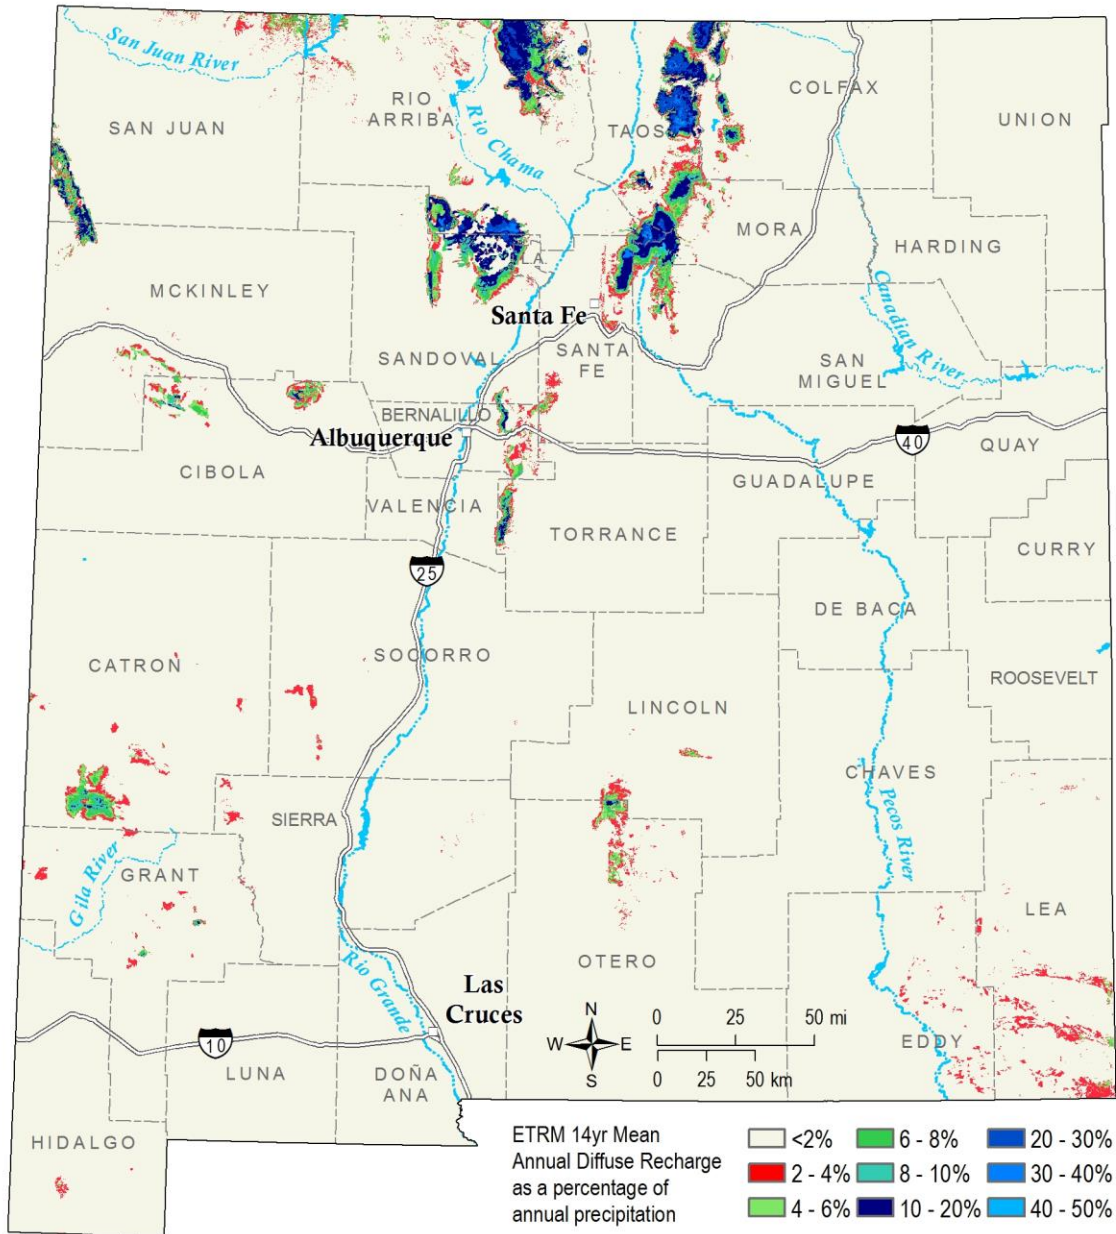 San Juan River
SAN JUAN
RIO
ARRIBA
Rio Chama
TAOS
COLFAX
UNION
MORA
HARDING
MCKINLEY
LA
Canadian River
Santa Fe
SANDOVAL
SANTA
FE
SAN
MIGUEL
BERNALILLO
Albuquerque
40
QUAY
CIBOLA
VALENCIA
GUADALUPE
TORRANCE
CURRY
25
DE BACA
CATRON
SOCORRO
ROOSEVELT
LINCOLN
CHAVES
Pecos River
SIERRA
Gila River
GRANT
LEA
OTERO
Rio Grande
Las
Cruces
N
W E
S
0 25 50 mi
0 25 50 km
EDDY
10
LUNA
DOÑA
ANA
HIDALGO
ETRM 14yr Mean
Annual Diffuse Recharge
as a percentage of
annual precipitation
<2% 6 - 8% 20 - 30%
2 - 4% 8 - 10% 30 - 40%
4 - 6% 10 - 20% 40 - 50%